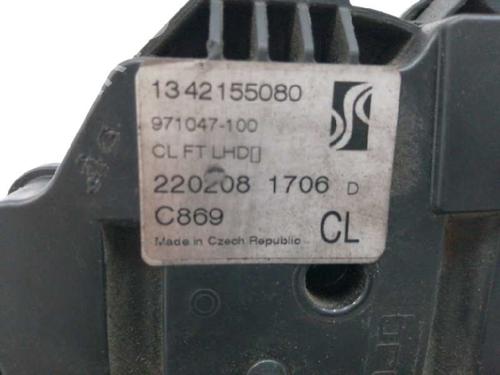 1342155080
971047-100
CL FT LHD▯
220208 1706 D
C869 CL
Made in Czech Republic